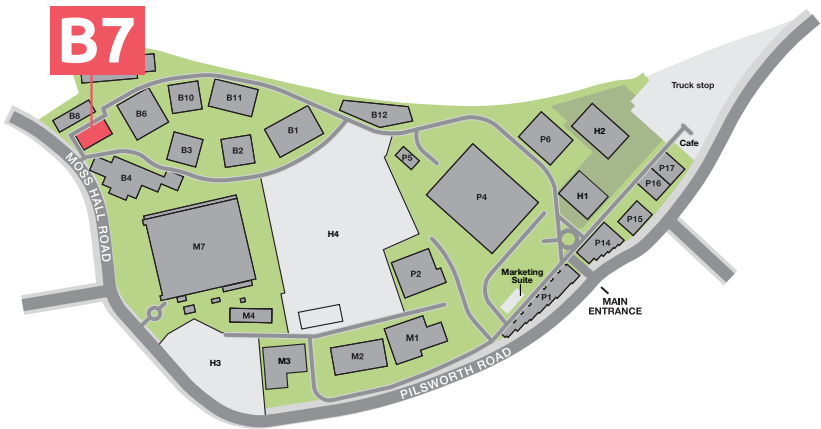 B7
Truck stop
B10
B11
B8
B6
B12
B1
H2
Cafe
B3
B2
P6
P5
P17
P16
B4
P4
H1
MOSS HALL ROAD
P15
H4
P14
M7
Marketing
Suite
P2
P1
MAIN
ENTRANCE
M4
M1
M2
M3
H3
PILSWORTH ROAD